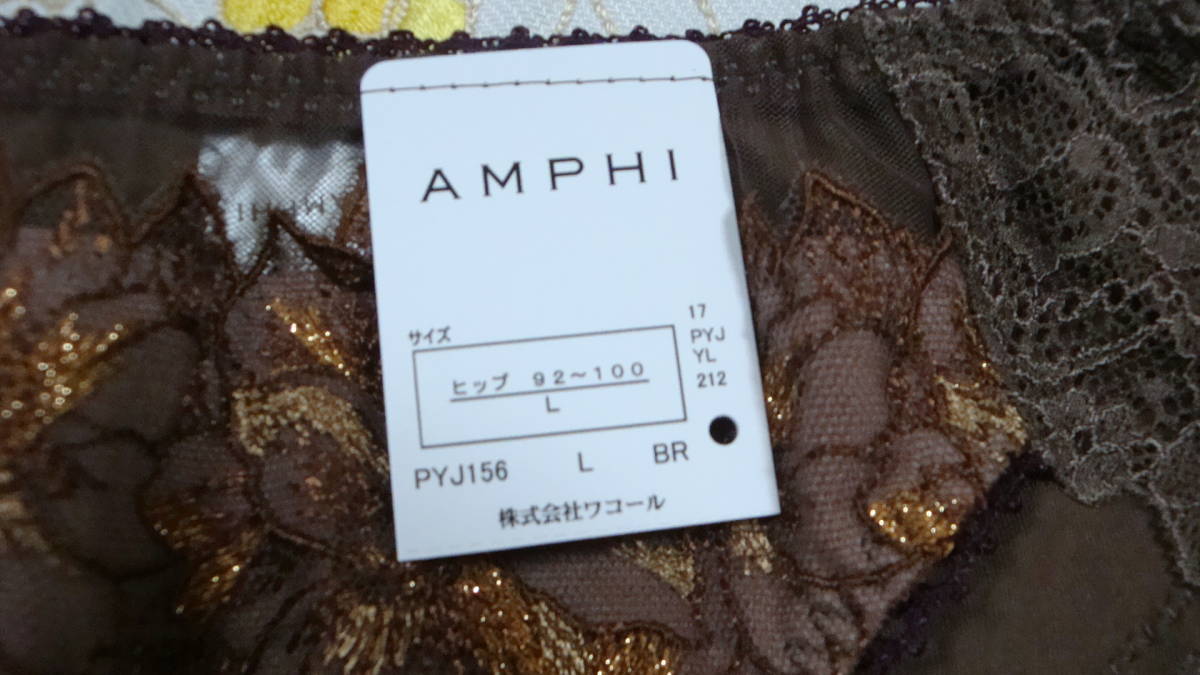 AMPHI
サイズ
ヒップ 92～100
L
17
PYJ
YL
212
PYJ156 L BR
株式会社ワコール